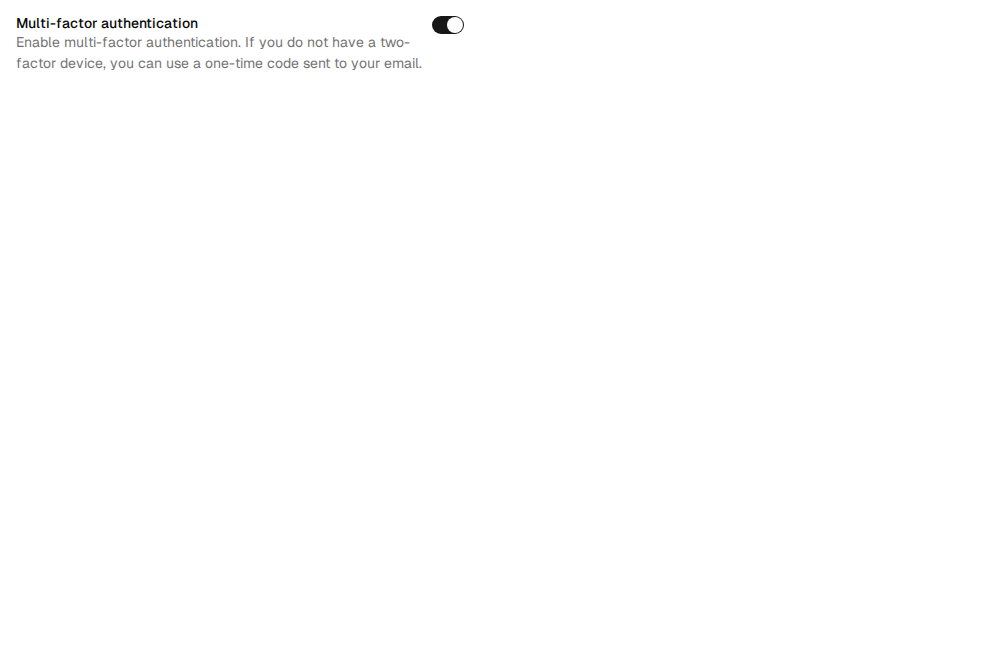 Multi-factor authentication
Enable multi-factor authentication. If you do not have a two-
factor device, you can use a one-time code sent to your email.